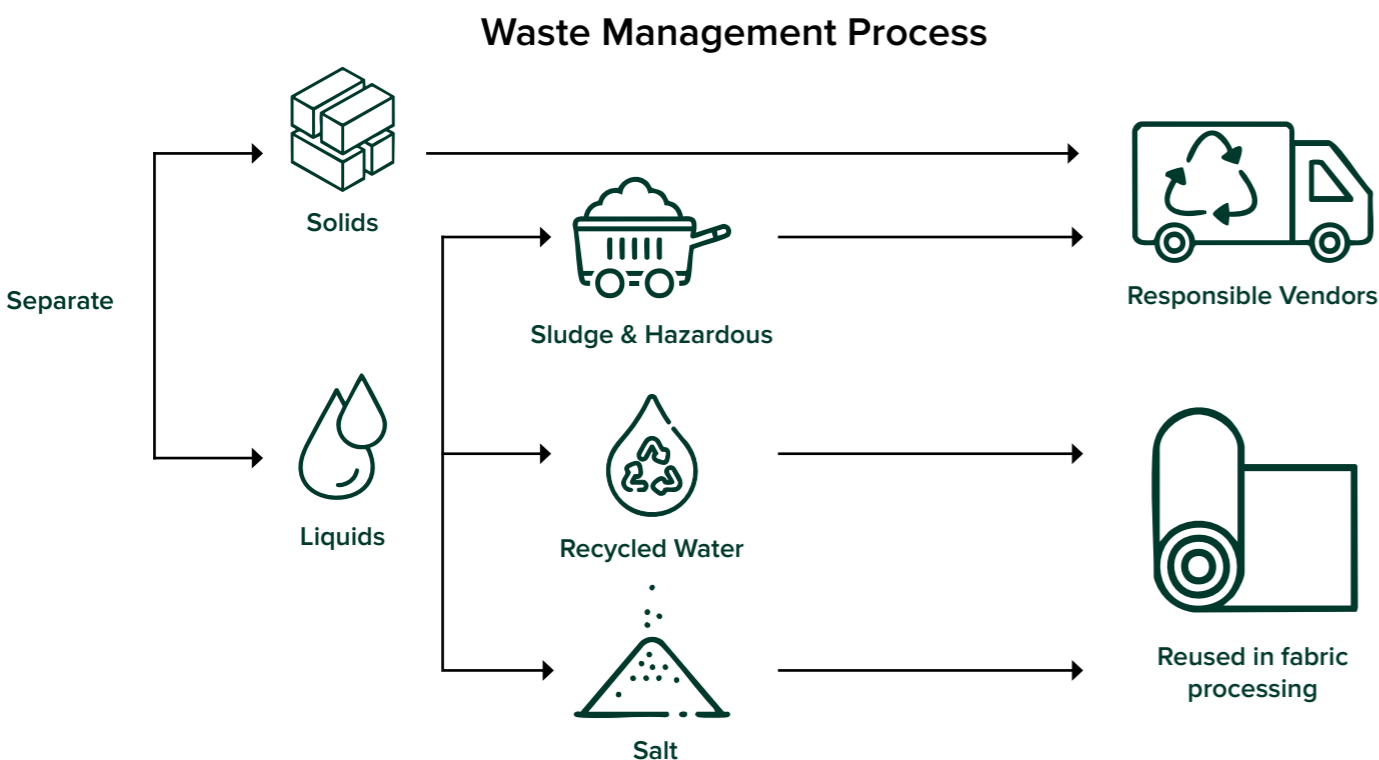 Waste Management Process
Solids
Separate
Sludge & Hazardous
Responsible Vendors
Liquids
Recycled Water
Reused in fabric
processing
Salt